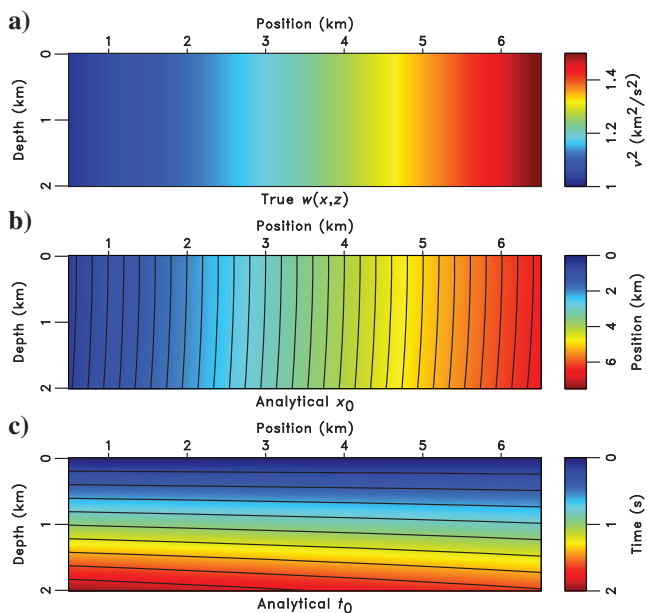 a)
Position (km)
1 2 3 4 5 6
Depth (km)
0
1
2
True w(x,z)
1.4
1.2
1
v² (km²/s²)
b)
Position (km)
1 2 3 4 5 6
Depth (km)
0
1
2
Analytical x₀
0
2
4
6
Position (km)
c)
Position (km)
1 2 3 4 5 6
Depth (km)
0
1
2
Analytical t₀
0
1
2
Time (s)